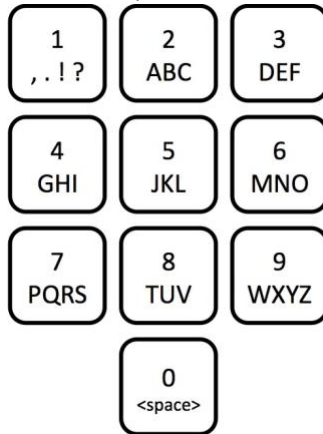 1 2 3
, . ! ? ABC DEF
4 5 6
GHI JKL MNO
7 8 9
PQRS TUV WXYZ
0
<space>